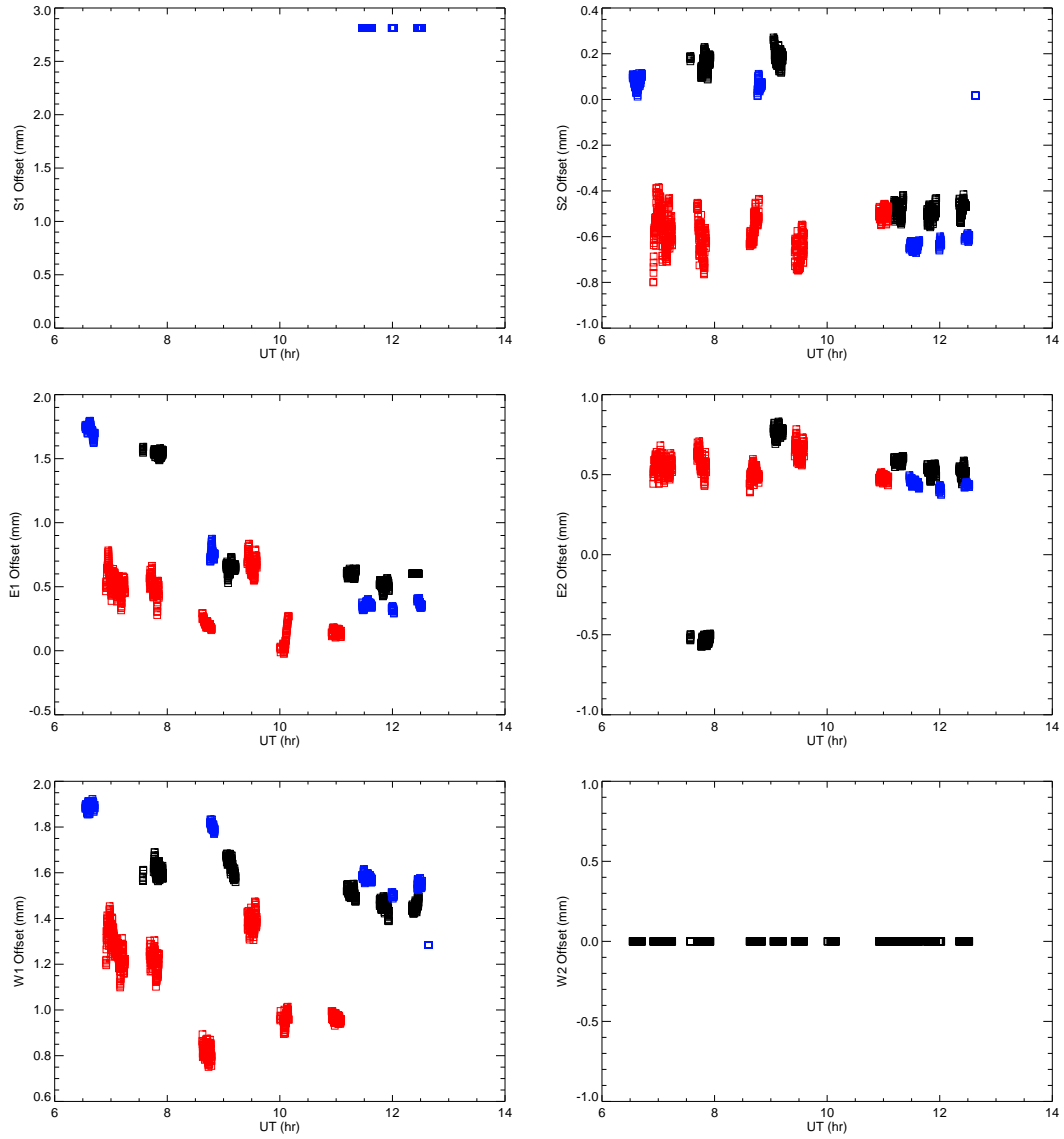 3.0
2.5
2.0
1.5
1.0
0.5
0.0
S1 Offset (mm)
6 8 10 12 14
UT (hr)
0.4
0.2
0.0
-0.2
-0.4
-0.6
-0.8
-1.0
S2 Offset (mm)
6 8 10 12 14
UT (hr)
2.0
1.5
1.0
0.5
0.0
-0.5
E1 Offset (mm)
6 8 10 12 14
UT (hr)
1.0
0.5
0.0
-0.5
-1.0
E2 Offset (mm)
6 8 10 12 14
UT (hr)
2.0
1.8
1.6
1.4
1.2
1.0
0.8
0.6
W1 Offset (mm)
6 8 10 12 14
UT (hr)
1.0
0.5
0.0
-0.5
-1.0
W2 Offset (mm)
6 8 10 12 14
UT (hr)